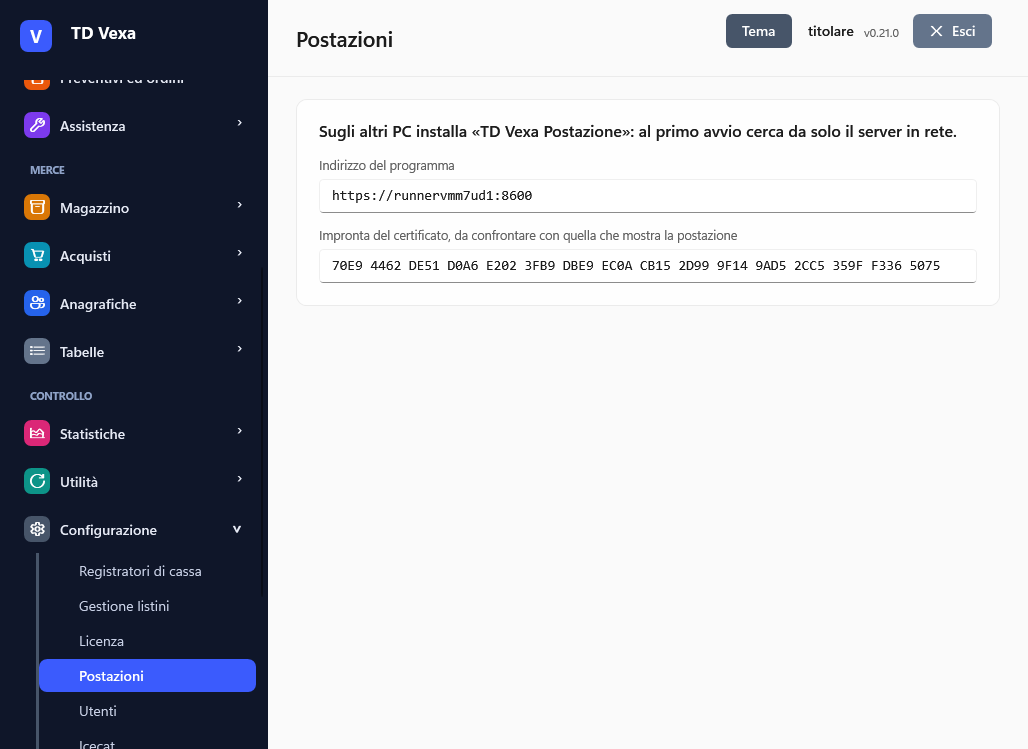 V
TD Vexa
Preventivi ed ordini
Assistenza
MERCE
Magazzino
Acquisti
Anagrafiche
Tabelle
CONTROLLO
Statistiche
Utilità
Configurazione
Registratori di cassa
Gestione listini
Licenza
Postazioni
Utenti
Icecat
Postazioni
Tema
titolare v0.21.0
Esci
Sugli altri PC installa «TD Vexa Postazione»: al primo avvio cerca da solo il server in rete.
Indirizzo del programma
https://runnervmm7ud1:8600
Impronta del certificato, da confrontare con quella che mostra la postazione
70E9 4462 DE51 D0A6 E202 3FB9 DBE9 EC0A CB15 2D99 9F14 9AD5 2CC5 359F F336 5075